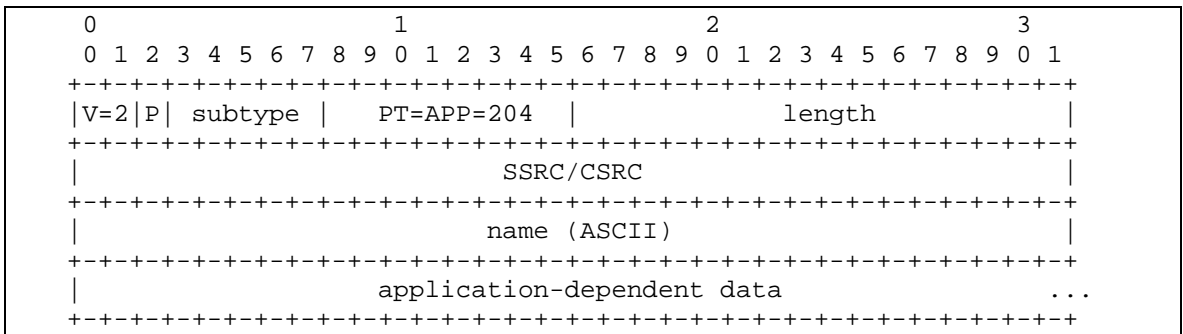 0                   1                   2                   3
 0 1 2 3 4 5 6 7 8 9 0 1 2 3 4 5 6 7 8 9 0 1 2 3 4 5 6 7 8 9 0 1
+-+-+-+-+-+-+-+-+-+-+-+-+-+-+-+-+-+-+-+-+-+-+-+-+-+-+-+-+-+-+-+-+
|V=2|P| subtype |   PT=APP=204  |             length            |
+-+-+-+-+-+-+-+-+-+-+-+-+-+-+-+-+-+-+-+-+-+-+-+-+-+-+-+-+-+-+-+-+
|                           SSRC/CSRC                           |
+-+-+-+-+-+-+-+-+-+-+-+-+-+-+-+-+-+-+-+-+-+-+-+-+-+-+-+-+-+-+-+-+
|                          name (ASCII)                         |
+-+-+-+-+-+-+-+-+-+-+-+-+-+-+-+-+-+-+-+-+-+-+-+-+-+-+-+-+-+-+-+-+
|                   application-dependent data                 ...
+-+-+-+-+-+-+-+-+-+-+-+-+-+-+-+-+-+-+-+-+-+-+-+-+-+-+-+-+-+-+-+-+